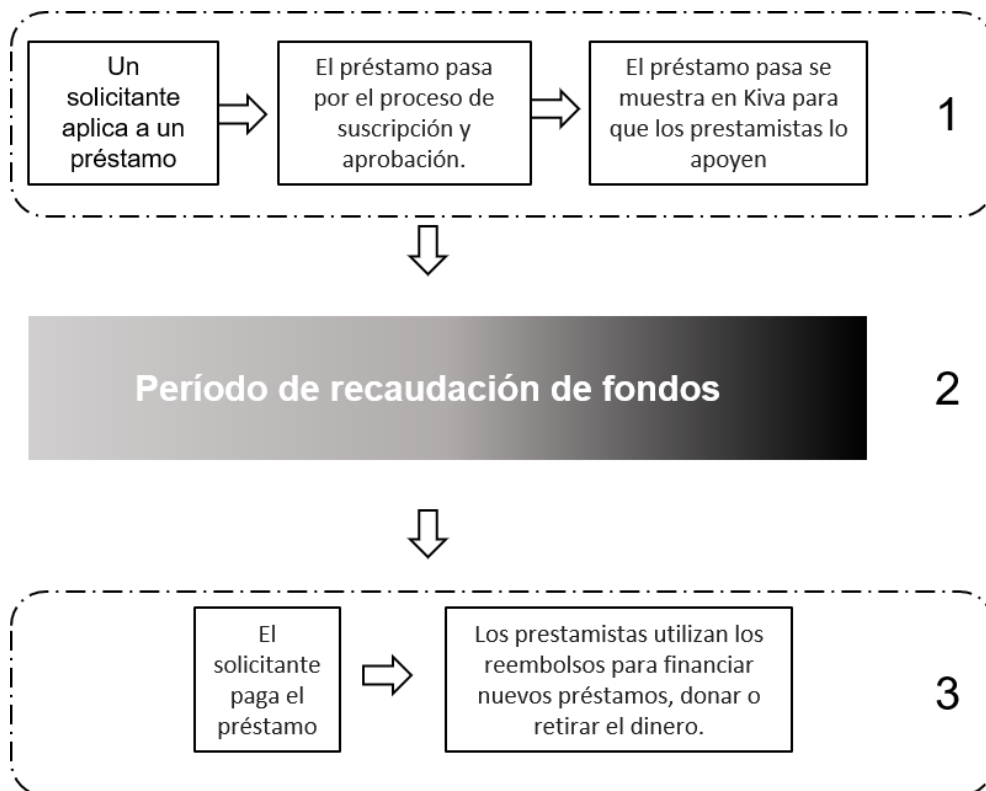 Un
solicitante
aplica a un
préstamo
El préstamo pasa
por el proceso de
suscripción y
aprobación.
El préstamo pasa se
muestra en Kiva para
que los prestamistas lo
apoyen
1
Período de recaudación de fondos
2
El
solicitante
paga el
préstamo
Los prestamistas utilizan los
reembolsos para financiar
nuevos préstamos, donar o
retirar el dinero.
3